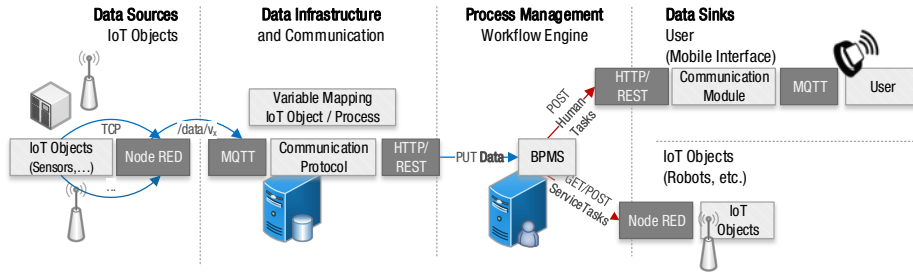 Data Sources
IoT Objects
TCP
/data/vx
IoT Objects
(Sensors,...)
Node RED
...
Data Infrastructure
and Communication
Variable Mapping
IoT Object / Process
MQTT
Communication
Protocol
HTTP/
REST
Process Management
Workflow Engine
PUT Data
BPMS
POST
Human
Tasks
GET/POST
ServiceTasks
Data Sinks
User
(Mobile Interface)
HTTP/
REST
Communication
Module
MQTT
User
IoT Objects
(Robots, etc.)
Node RED
IoT
Objects